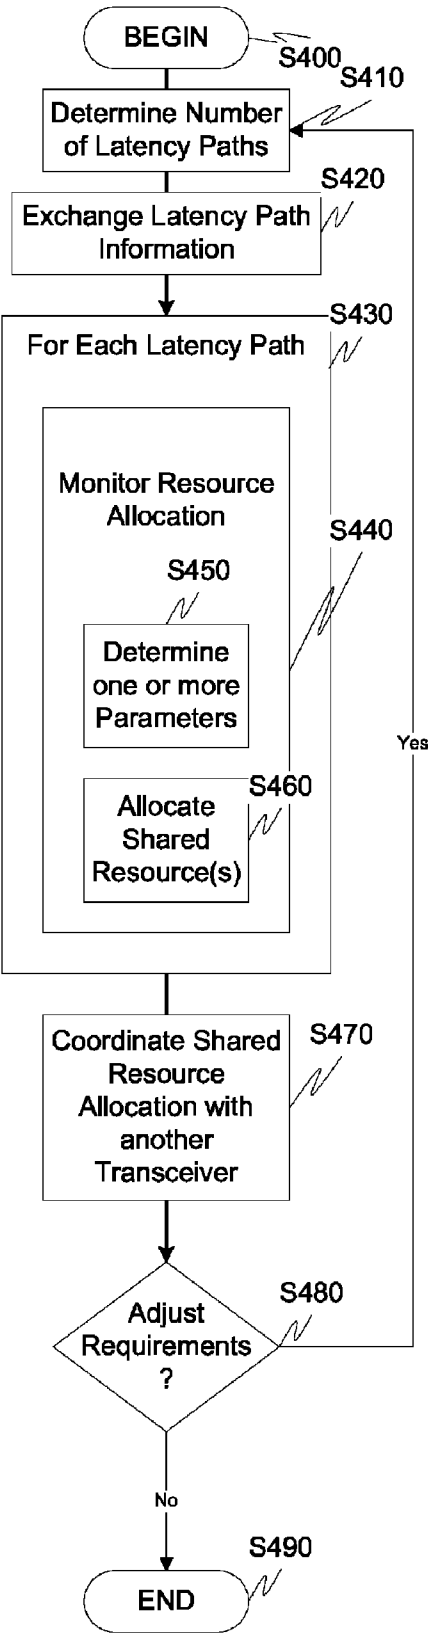 BEGIN
S400
S410
Determine Number
of Latency Paths
S420
Exchange Latency Path
Information
S430
For Each Latency Path
Monitor Resource
Allocation
S440
S450
Determine
one or more
Parameters
Yes
S460
Allocate
Shared
Resource(s)
S470
Coordinate Shared
Resource
Allocation with
another
Transceiver
S480
Adjust
Requirements
?
No
S490
END